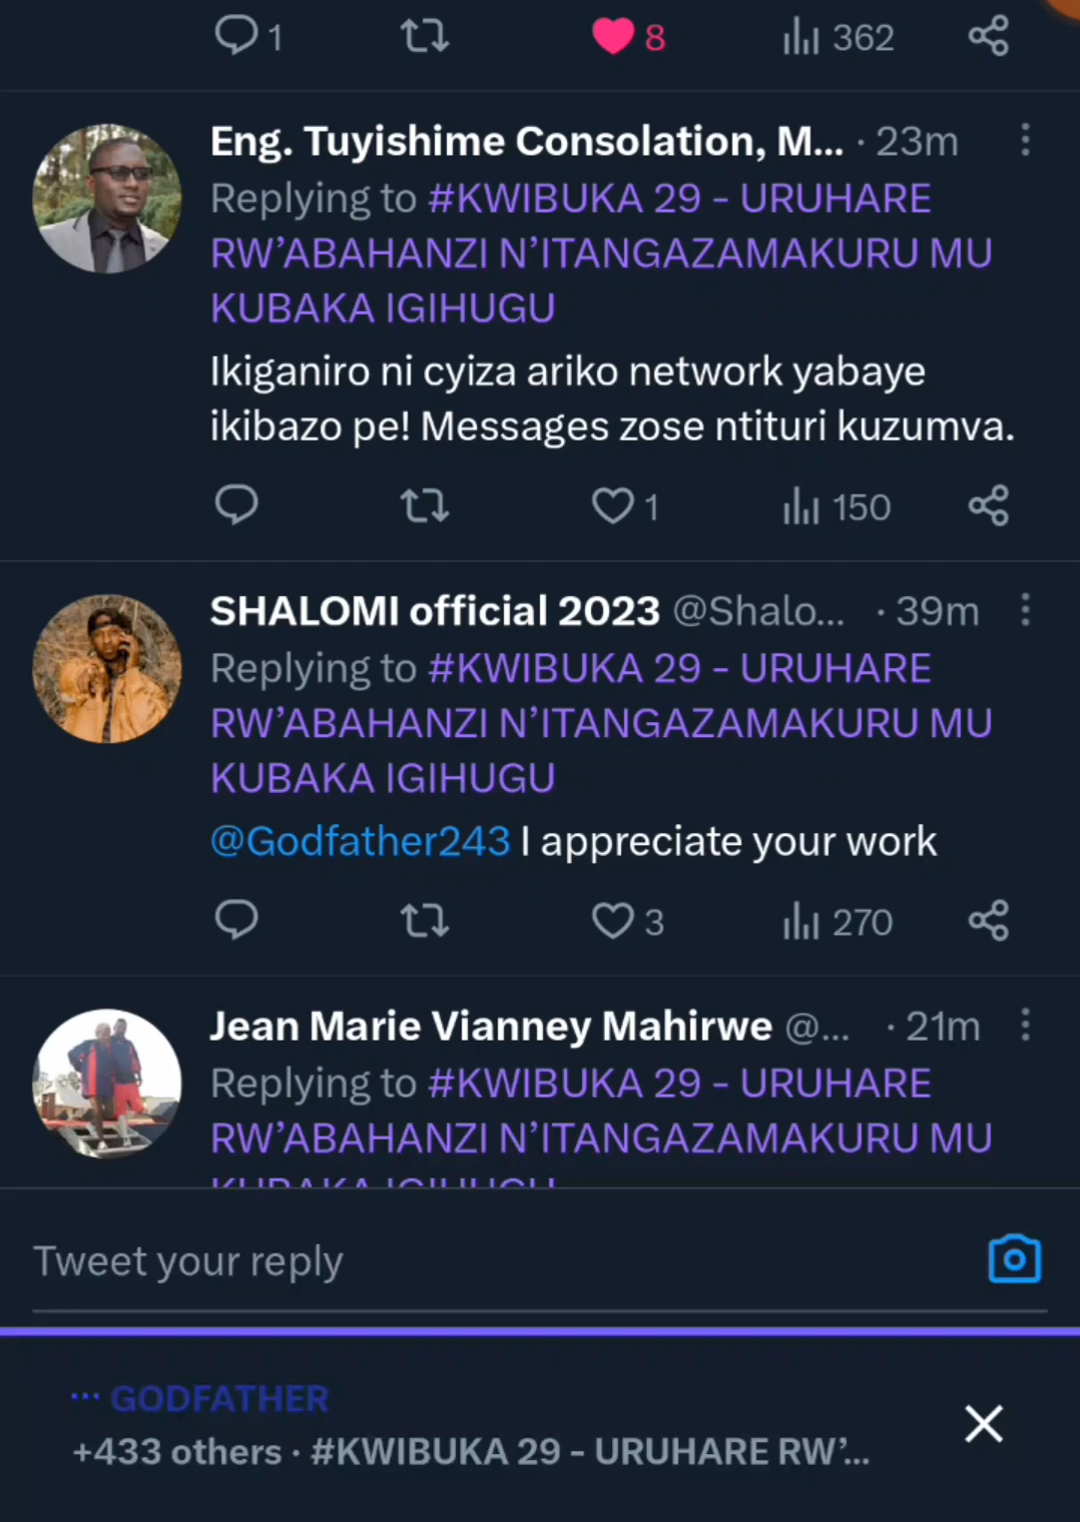 1 8 362
Eng. Tuyishime Consolation, M... · 23m
Replying to #KWIBUKA 29 - URUHARE
RW’ABAHANZI N’ITANGAZAMAKURU MU
KUBAKA IGIHUGU
Ikiganiro ni cyiza ariko network yabaye
ikibazo pe! Messages zose ntituri kuzumva.
1 150
SHALOMI official 2023 @Shalo... · 39m
Replying to #KWIBUKA 29 - URUHARE
RW’ABAHANZI N’ITANGAZAMAKURU MU
KUBAKA IGIHUGU
@Godfather243 I appreciate your work
3 270
Jean Marie Vianney Mahirwe @... · 21m
Replying to #KWIBUKA 29 - URUHARE
RW’ABAHANZI N’ITANGAZAMAKURU MU
KUBAKA IGIHUGU
Tweet your reply
... GODFATHER
+433 others · #KWIBUKA 29 - URUHARE RW’...